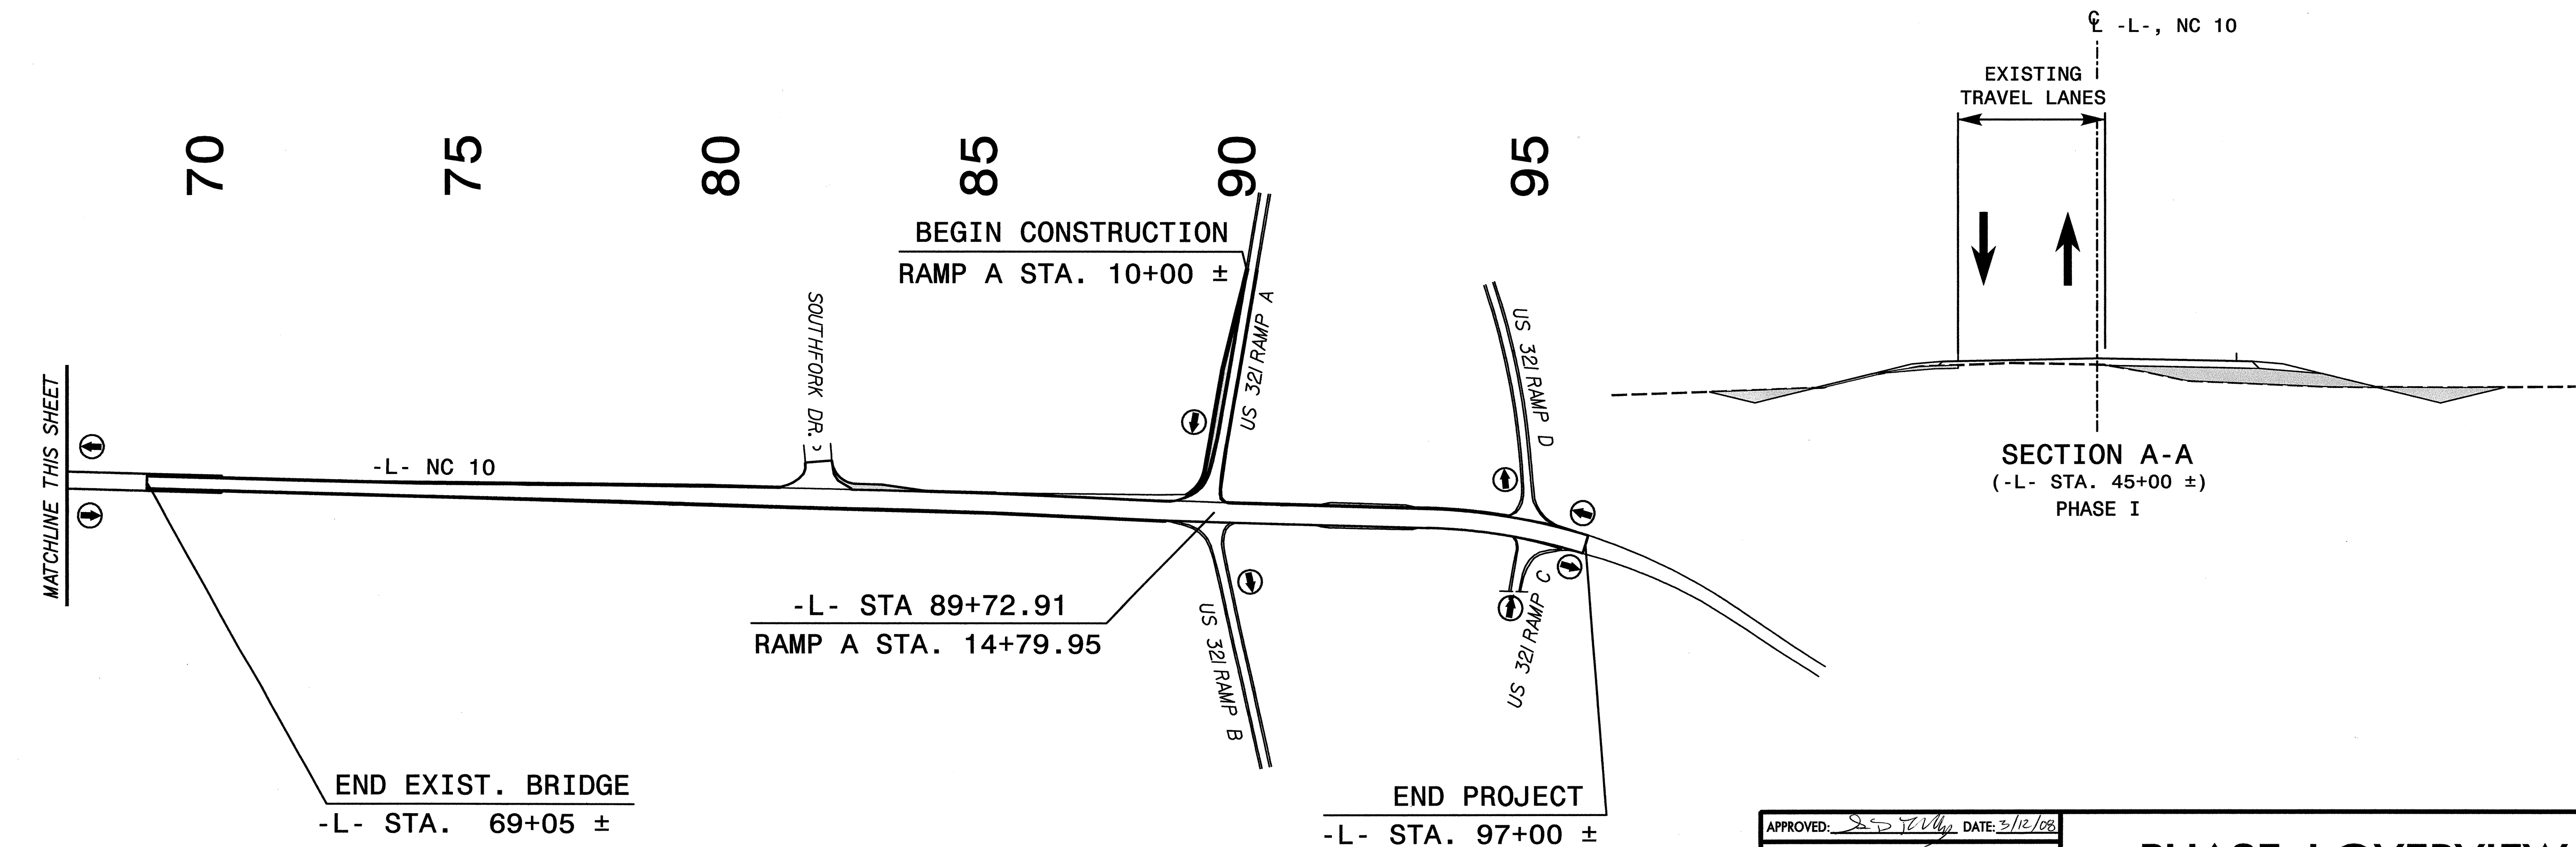 ℄ -L-, NC 10
EXISTING
TRAVEL LANES
70
75
80
85
90
95
BEGIN CONSTRUCTION
RAMP A STA. 10+00 ±
SOUTHFORK DR.
US 321 RAMP A
US 321 RAMP D
MATCHLINE THIS SHEET
-L- NC 10
SECTION A-A
(-L- STA. 45+00 ±)
PHASE I
-L- STA 89+72.91
RAMP A STA. 14+79.95
US 321 RAMP B
US 321 RAMP C
END EXIST. BRIDGE
-L- STA. 69+05 ±
END PROJECT
-L- STA. 97+00 ±
APPROVED: DATE: 3/12/08
PHASE I OVERVIEW